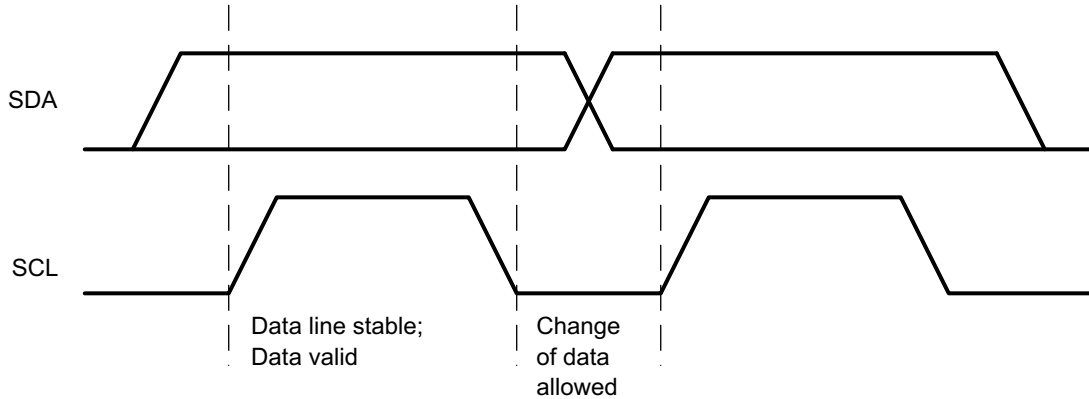 SDA
SCL
Data line stable;
Data valid
Change
of data
allowed